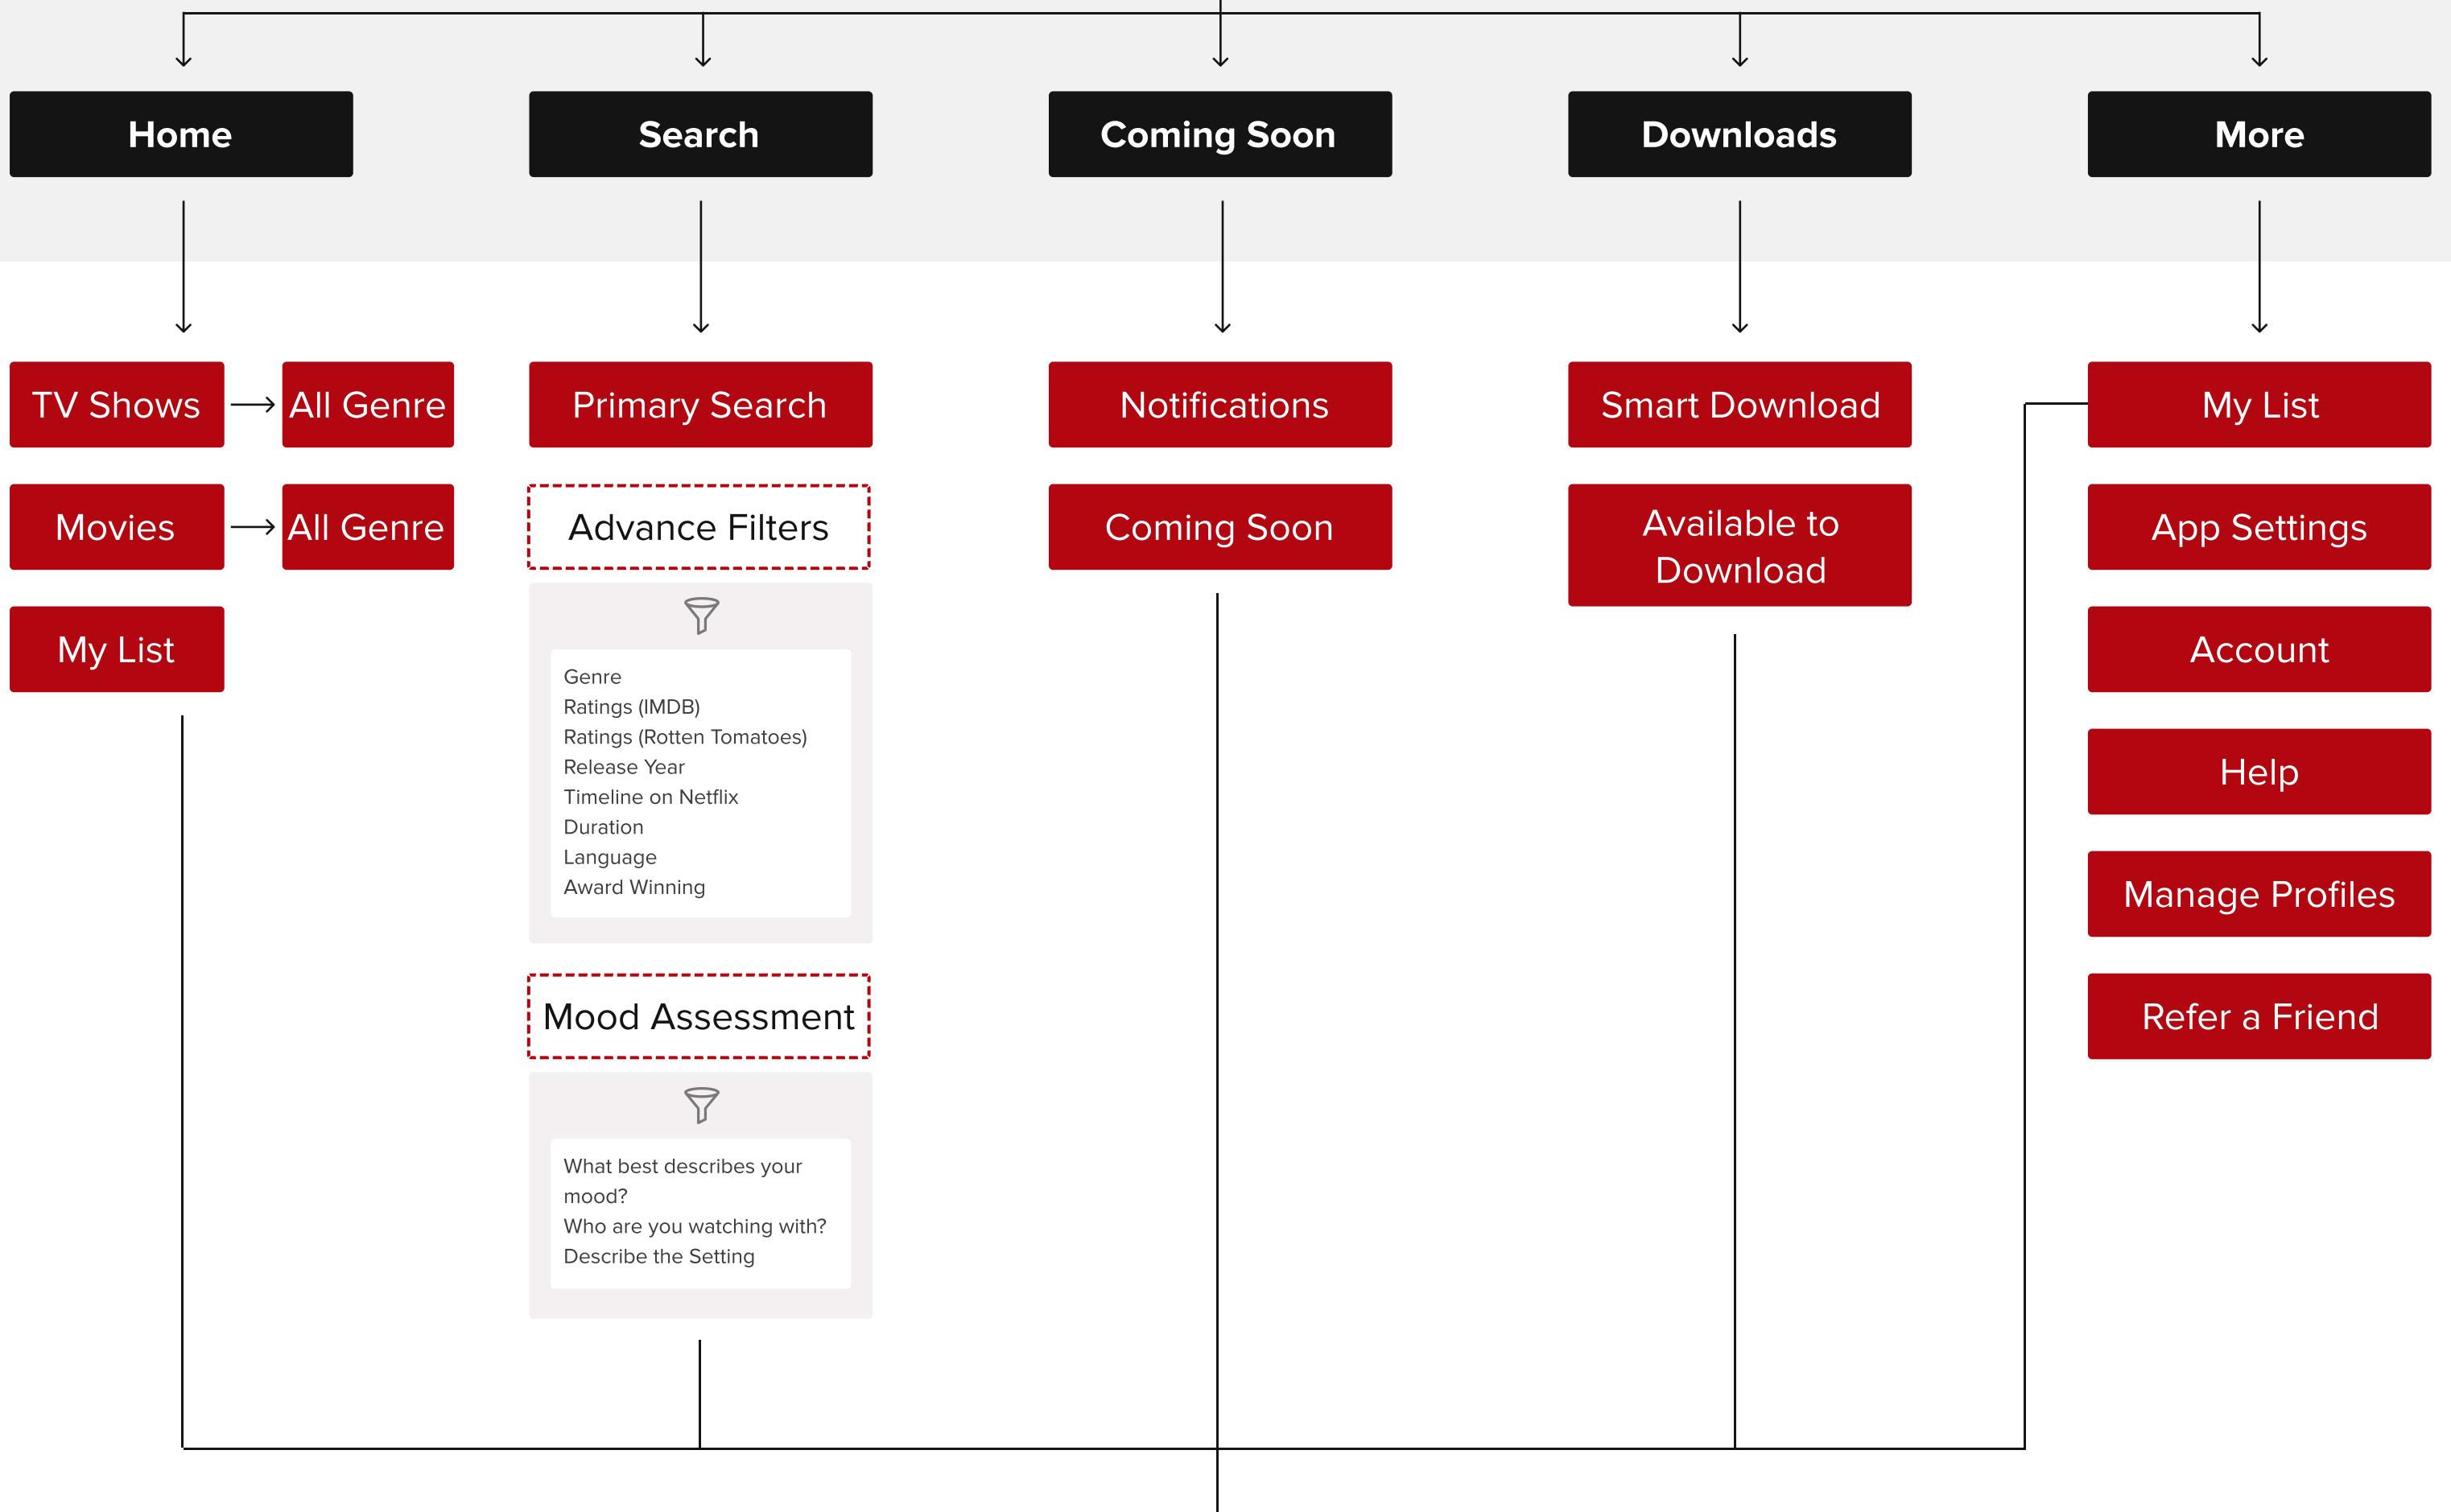 Home
Search
Coming Soon
Downloads
More
TV Shows
All Genre
Movies
All Genre
My List
Primary Search
Advance Filters
Genre
Ratings (IMDB)
Ratings (Rotten Tomatoes)
Release Year
Timeline on Netflix
Duration
Language
Award Winning
Mood Assessment
What best describes your
mood?
Who are you watching with?
Describe the Setting
Notifications
Coming Soon
Smart Download
Available to
Download
My List
App Settings
Account
Help
Manage Profiles
Refer a Friend